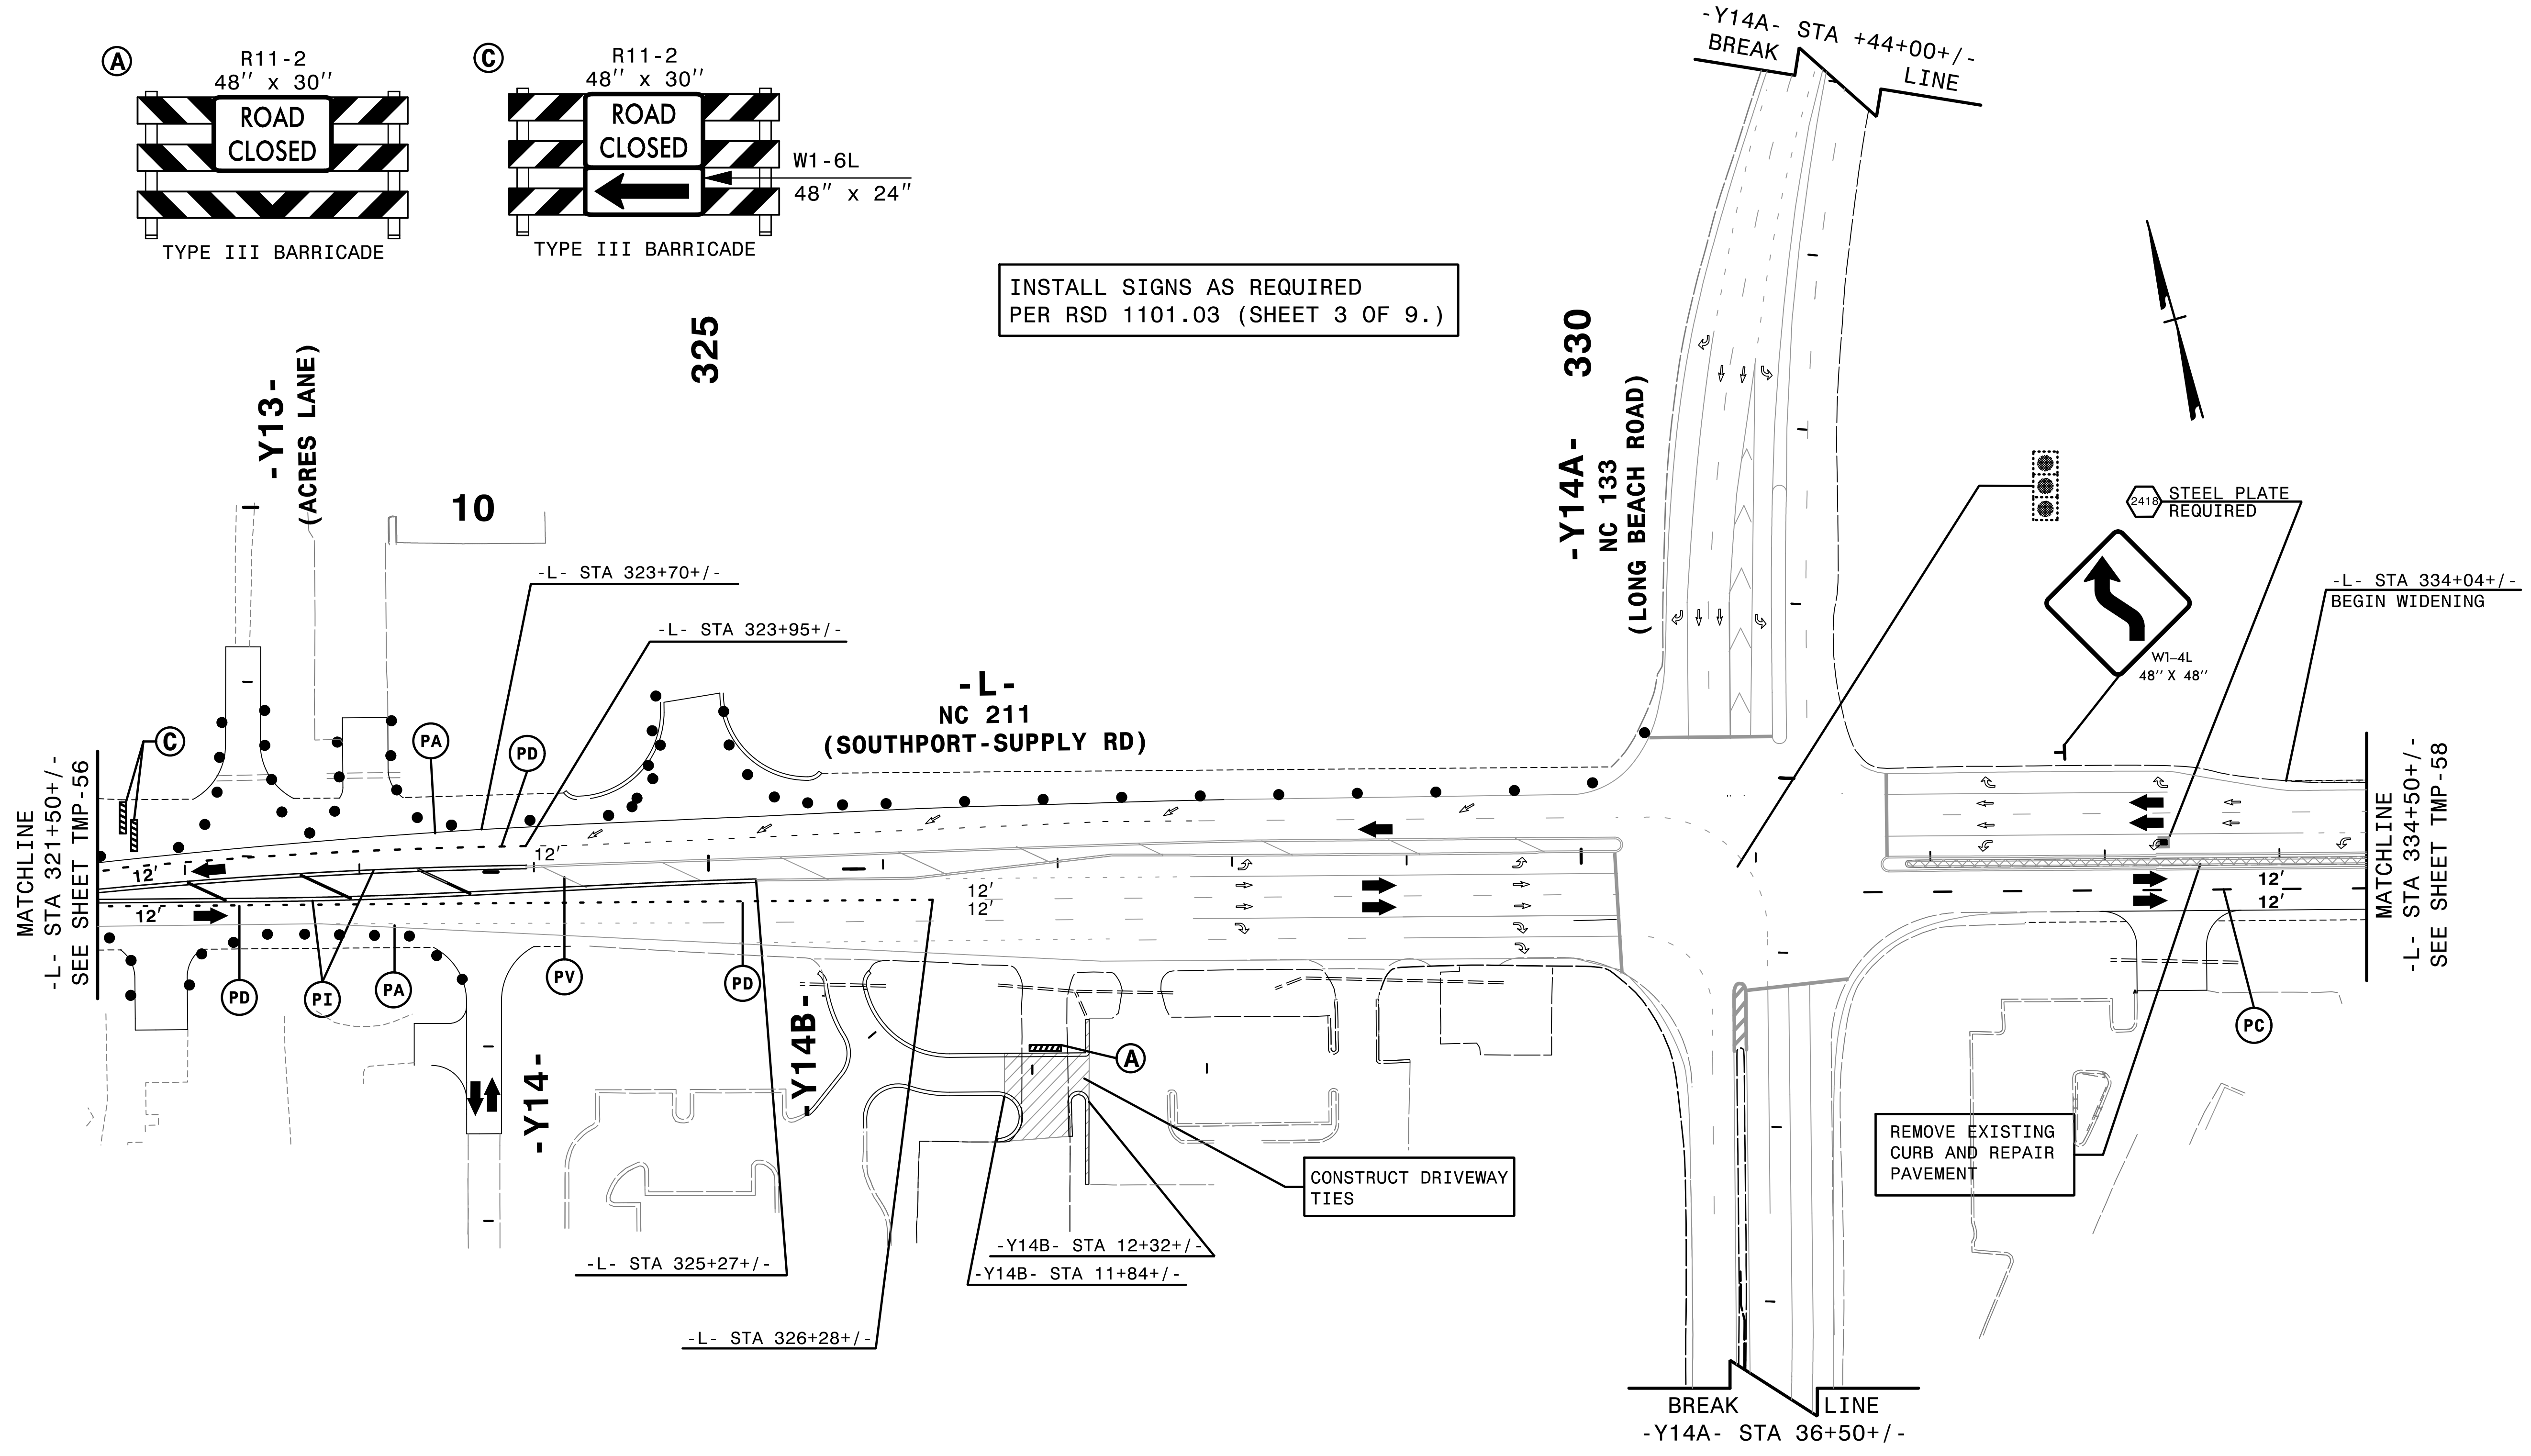 A
R11-2
48" x 30"
ROAD
CLOSED
TYPE III BARRICADE
C
R11-2
48" x 30"
ROAD
CLOSED
W1-6L
48" x 24"
TYPE III BARRICADE
INSTALL SIGNS AS REQUIRED
PER RSD 1101.03 (SHEET 3 OF 9.)
-Y14A- STA +44+00+/-
BREAK LINE
-Y13-
(ACRES LANE)
325
10
330
-Y14A-
NC 133
(LONG BEACH ROAD)
2418
STEEL PLATE
REQUIRED
W1-4L
48" X 48"
-L- STA 334+04+/-
BEGIN WIDENING
-L- STA 323+70+/-
-L- STA 323+95+/-
-L-
NC 211
(SOUTHPORT-SUPPLY RD)
C
PA
PD
MATCHLINE
-L- STA 321+50+/-
SEE SHEET TMP-56
12'
12'
12'
12'
12'
12'
12'
MATCHLINE
-L- STA 334+50+/-
SEE SHEET TMP-58
PD
PI
PA
PV
PD
PC
-Y14-
-Y14B-
A
REMOVE EXISTING
CURB AND REPAIR
PAVEMENT
CONSTRUCT DRIVEWAY
TIES
-Y14B- STA 12+32+/-
-Y14B- STA 11+84+/-
-L- STA 325+27+/-
-L- STA 326+28+/-
BREAK LINE
-Y14A- STA 36+50+/-